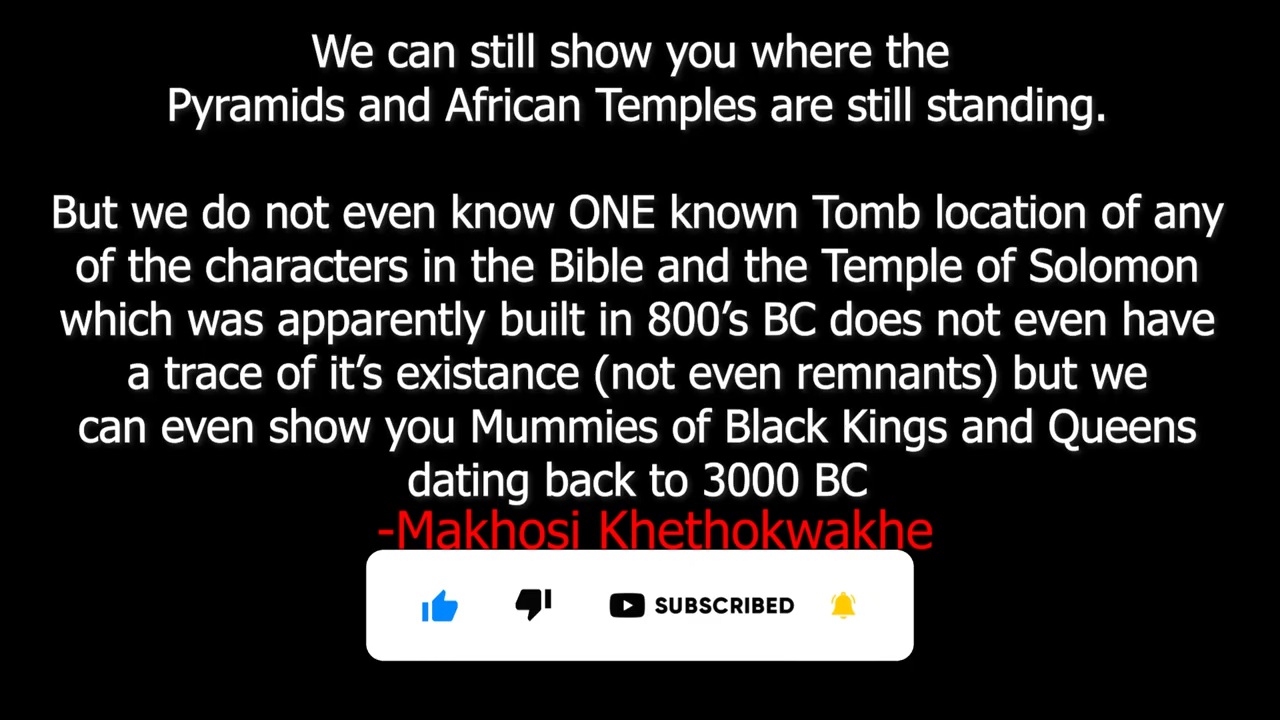 We can still show you where the
Pyramids and African Temples are still standing.
But we do not even know ONE known Tomb location of any
of the characters in the Bible and the Temple of Solomon
which was apparently built in 800’s BC does not even have
a trace of it’s existance (not even remnants) but we
can even show you Mummies of Black Kings and Queens
dating back to 3000 BC
-Makhosi Khethokwakhe
SUBSCRIBED